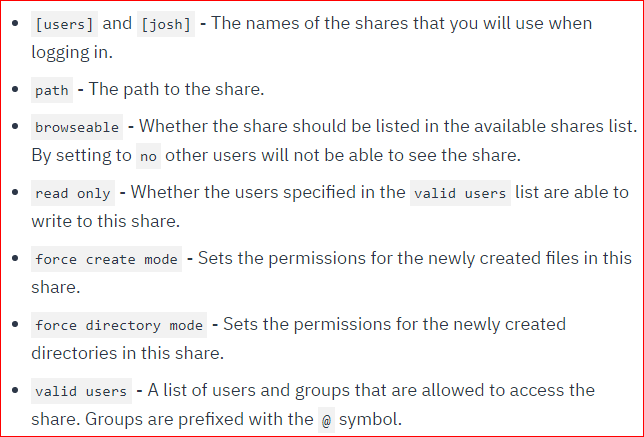 [users] and [josh] - The names of the shares that you will use when
logging in.
path - The path to the share.
browseable - Whether the share should be listed in the available shares list.
By setting to no other users will not be able to see the share.
read only - Whether the users specified in the valid users list are able to
write to this share.
force create mode - Sets the permissions for the newly created files in this
share.
force directory mode - Sets the permissions for the newly created
directories in this share.
valid users - A list of users and groups that are allowed to access the
share. Groups are prefixed with the @ symbol.